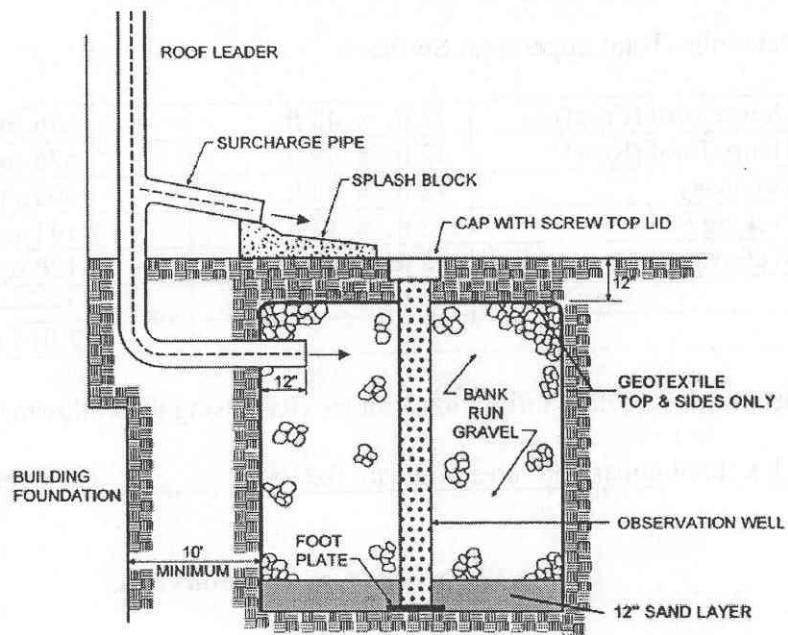 ROOF LEADER
SURCHARGE PIPE
SPLASH BLOCK
CAP WITH SCREW TOP LID
12"
12"
GEOTEXTILE
TOP & SIDES ONLY
BANK
RUN
GRAVEL
BUILDING
FOUNDATION
OBSERVATION WELL
FOOT
PLATE
10'
MINIMUM
12" SAND LAYER